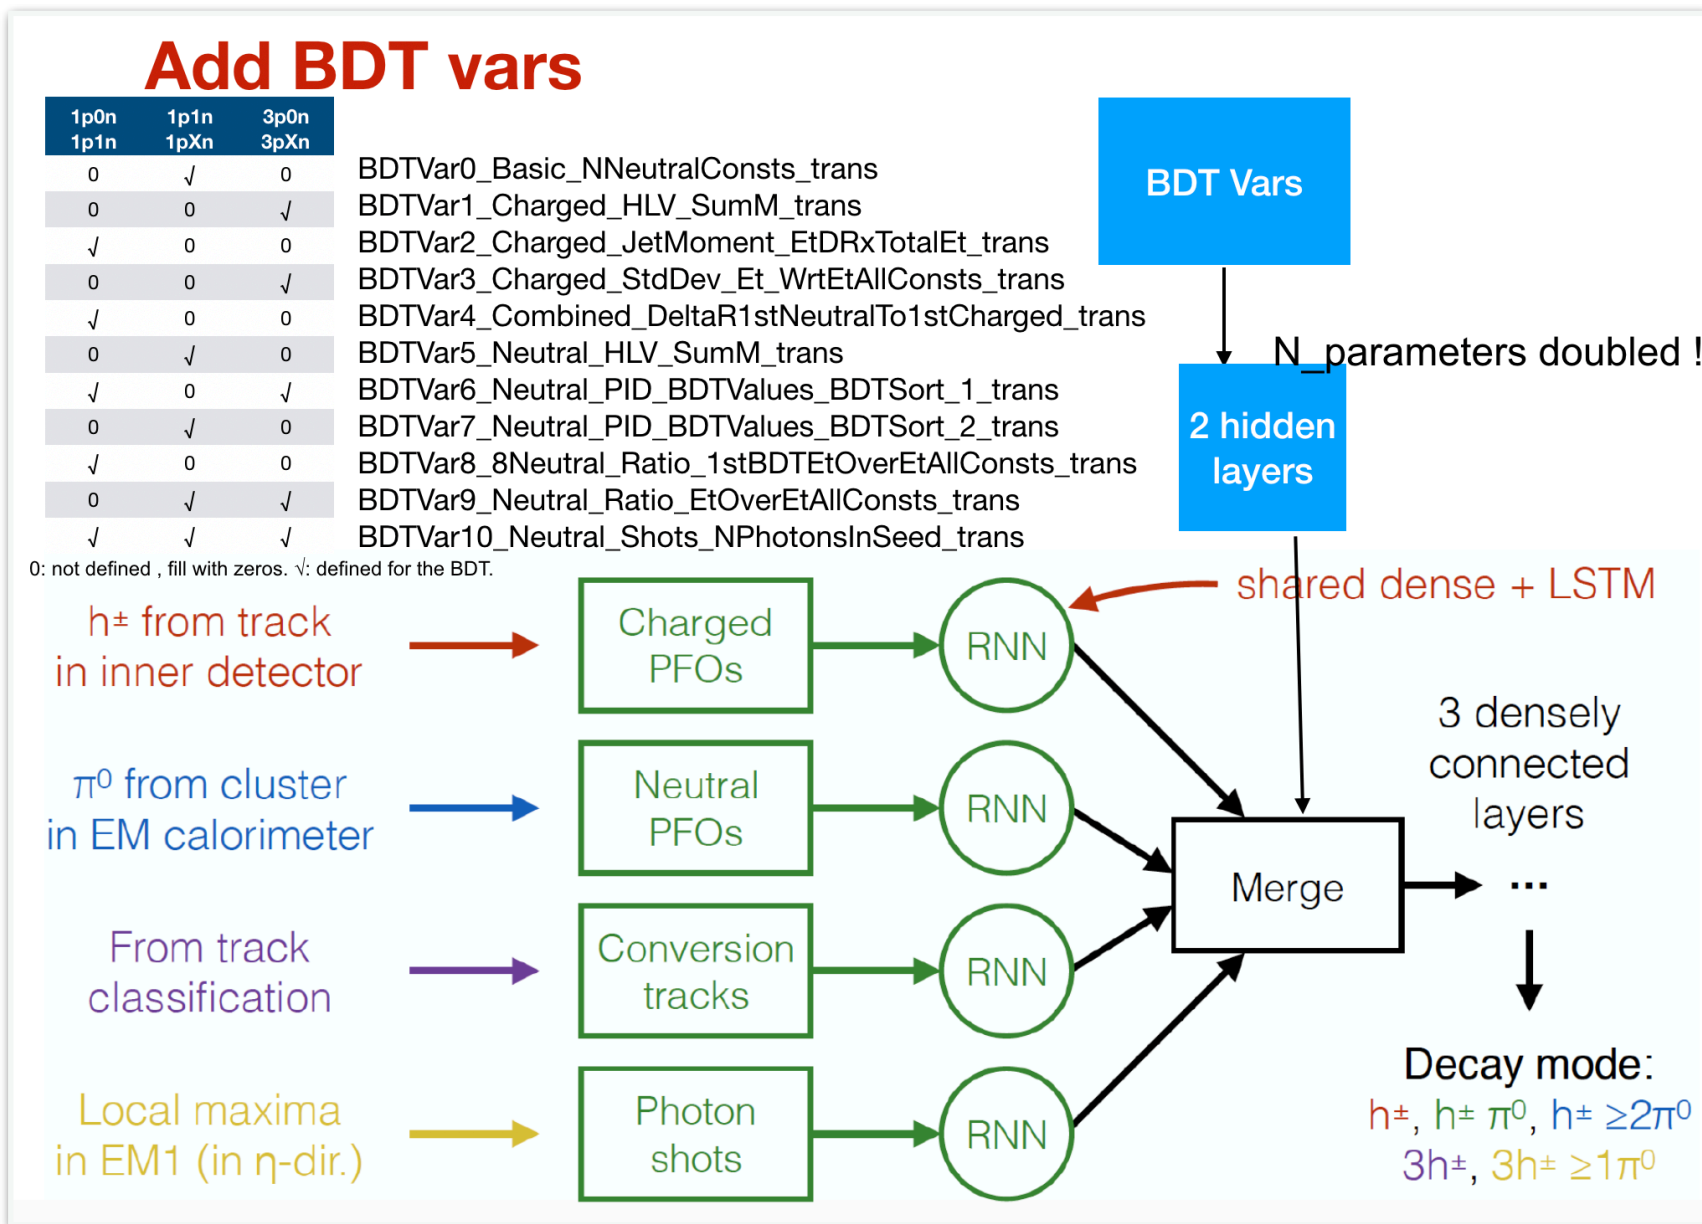 Add BDT vars
1p0n 1p1n 3p0n
1p1n 1pXn 3pXn
0 √ 0 BDTVar0_Basic_NNeutralConsts_trans
0 0 √ BDTVar1_Charged_HLV_SumM_trans
√ 0 0 BDTVar2_Charged_JetMoment_EtDRxTotalEt_trans
0 0 √ BDTVar3_Charged_StdDev_Et_WrtEtAllConsts_trans
√ 0 0 BDTVar4_Combined_DeltaR1stNeutralTo1stCharged_trans
0 √ 0 BDTVar5_Neutral_HLV_SumM_trans
√ 0 √ BDTVar6_Neutral_PID_BDTValues_BDTSort_1_trans
0 √ 0 BDTVar7_Neutral_PID_BDTValues_BDTSort_2_trans
√ 0 0 BDTVar8_8Neutral_Ratio_1stBDTEtOverEtAllConsts_trans
0 √ √ BDTVar9_Neutral_Ratio_EtOverEtAllConsts_trans
√ √ √ BDTVar10_Neutral_Shots_NPhotonsInSeed_trans
0: not defined , fill with zeros. √: defined for the BDT.
BDT Vars
N_parameters doubled !
2 hidden
layers
shared dense + LSTM
h± from track
in inner detector
Charged
PFOs
RNN
π⁰ from cluster
in EM calorimeter
Neutral
PFOs
RNN
From track
classification
Conversion
tracks
RNN
Local maxima
in EM1 (in η-dir.)
Photon
shots
RNN
Merge
3 densely
connected
layers
...
Decay mode:
h±, h± π⁰, h± ≥2π⁰
3h±, 3h± ≥1π⁰